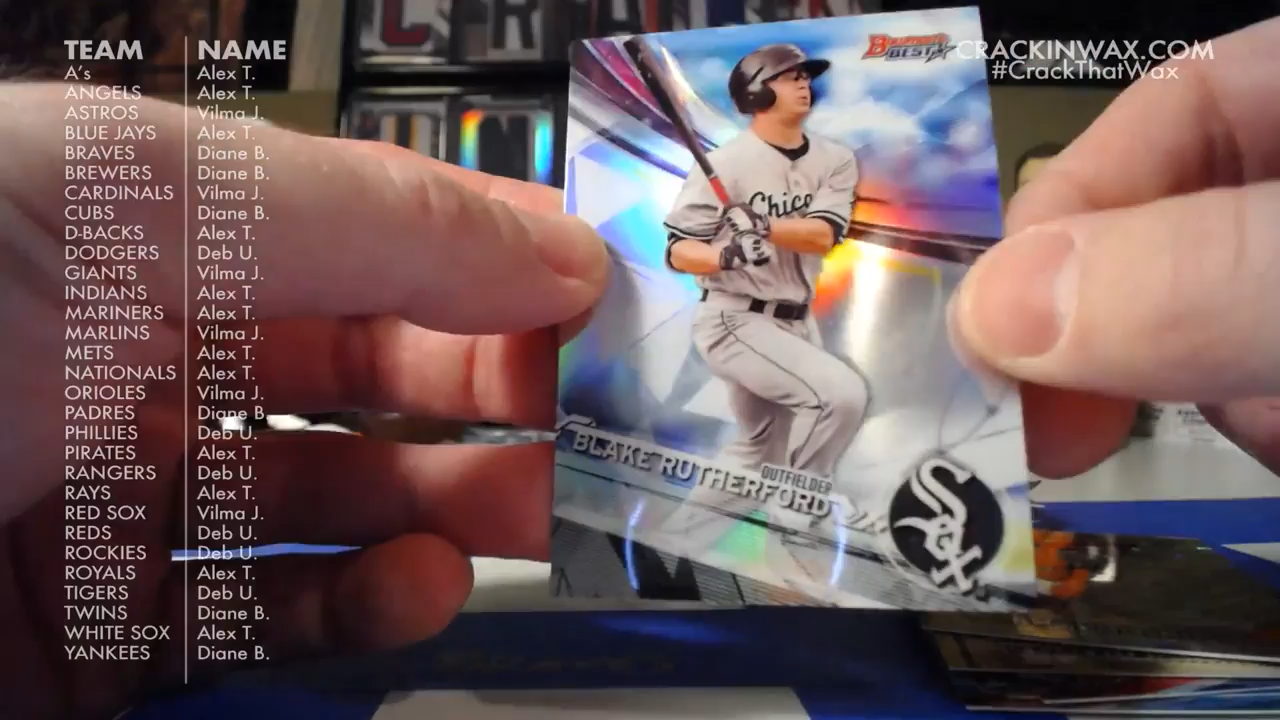 TEAM NAME
A's Alex T.
ANGELS Alex T.
ASTROS Vilma J.
BLUE JAYS Alex T.
BRAVES Diane B.
BREWERS Diane B.
CARDINALS Vilma J.
CUBS Diane B.
D-BACKS Alex T.
DODGERS Deb U.
GIANTS Vilma J.
INDIANS Alex T.
MARINERS Alex T.
MARLINS Vilma J.
METS Alex T.
NATIONALS Alex T.
ORIOLES Vilma J.
PADRES Diane B.
PHILLIES Deb U.
PIRATES Alex T.
RANGERS Deb U.
RAYS Alex T.
RED SOX Vilma J.
REDS Deb U.
ROCKIES Deb U.
ROYALS Alex T.
TIGERS Deb U.
TWINS Diane B.
WHITE SOX Alex T.
YANKEES Diane B.
CRACKINWAX.COM
#CrackThatWax
Bowman's
BEST
Chica
OUTFIELDER
BLAKE RUTHERFORD
SOX